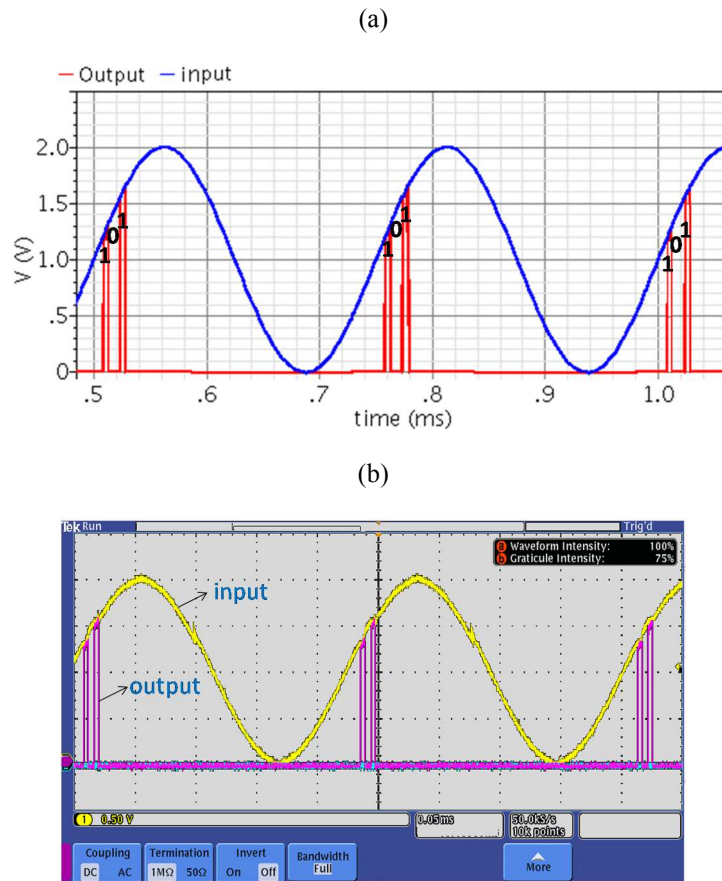 (a)
Output input
2.0
1.5
1.0
.5
0
V (V)
1 0 1
1 0 1
1 0 1
.5 .6 .7 .8 .9 1.0
time (ms)
(b)
Tek Run Trig'd
a Waveform Intensity: 100%
b Graticule Intensity: 75%
input
output
1 0.50 V 0.05ms 50.0kS/s
10k points
Coupling Termination Invert Bandwidth
DC AC 1MΩ 50Ω On Off Full More